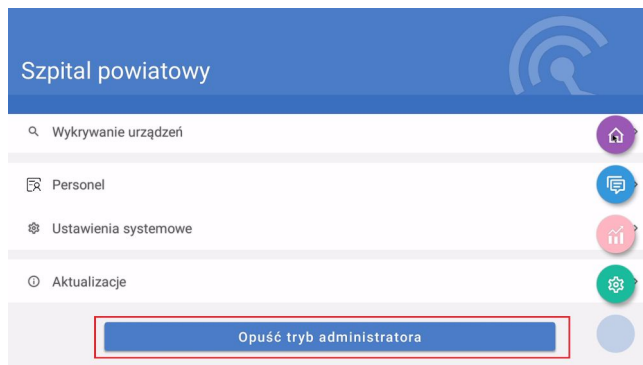 Szpital powiatowy
Wykrywanie urządzeń
Personel
Ustawienia systemowe
Aktualizacje
Opuść tryb administratora